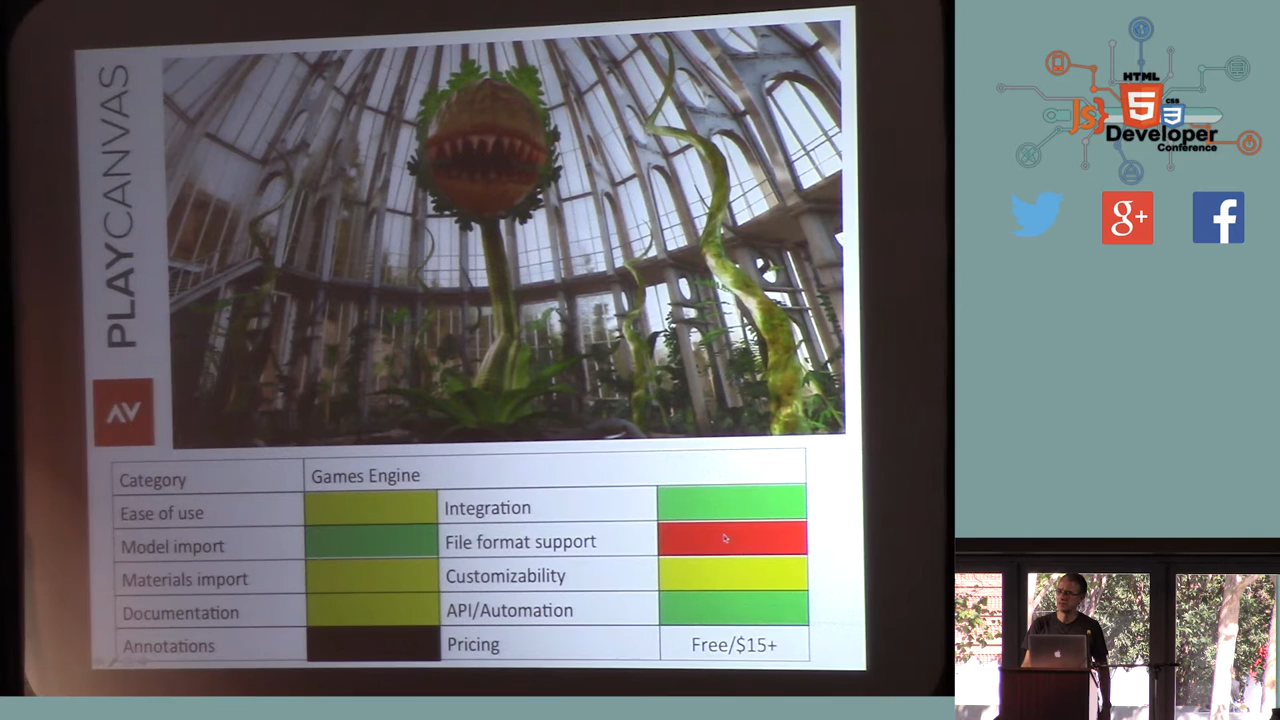 PLAYCANVAS
Category Games Engine
Ease of use Integration
Model import File format support
Materials import Customizability
Documentation API/Automation
Annotations Pricing Free/$15+
HTML
5
CSS
3
JS}
Developer
Conference
g+
f